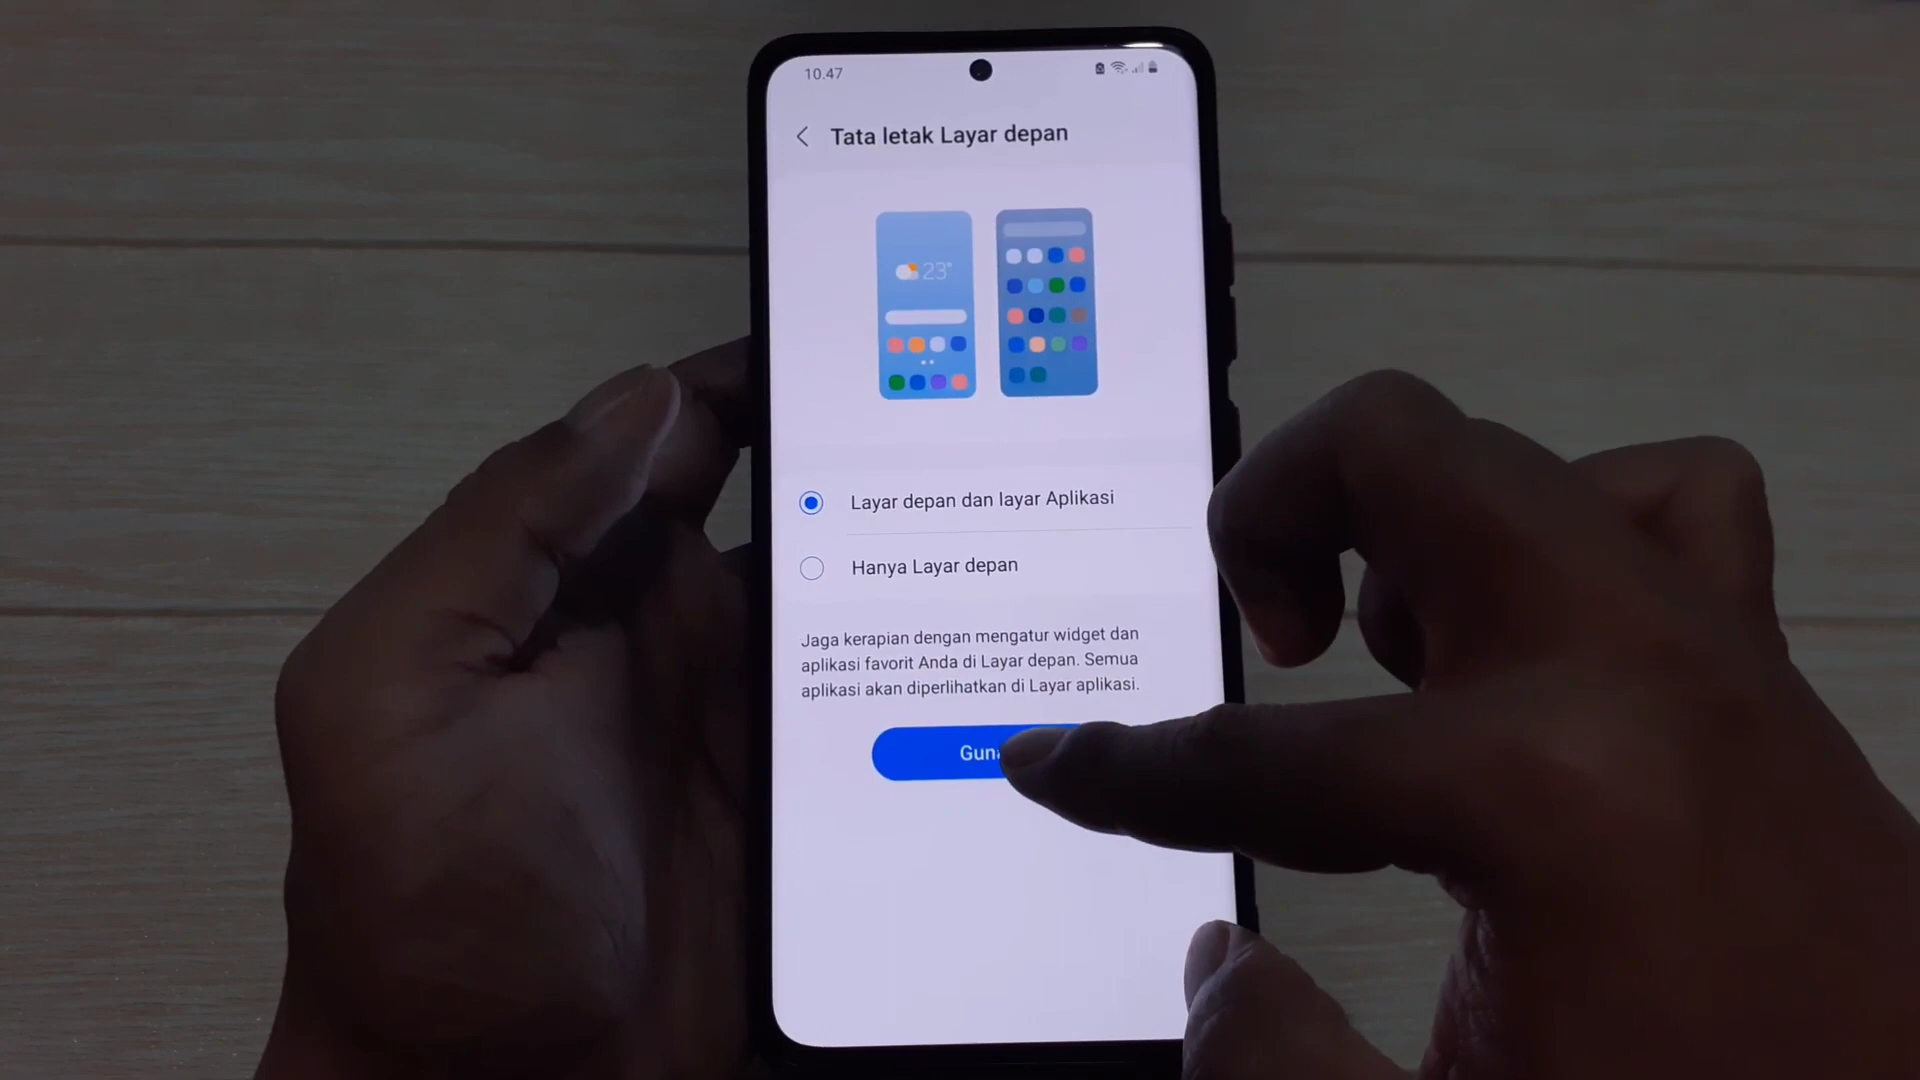 10.47
Tata letak Layar depan
23°
Layar depan dan layar Aplikasi
Hanya Layar depan
Jaga kerapian dengan mengatur widget dan
aplikasi favorit Anda di Layar depan. Semua
aplikasi akan diperlihatkan di Layar aplikasi.